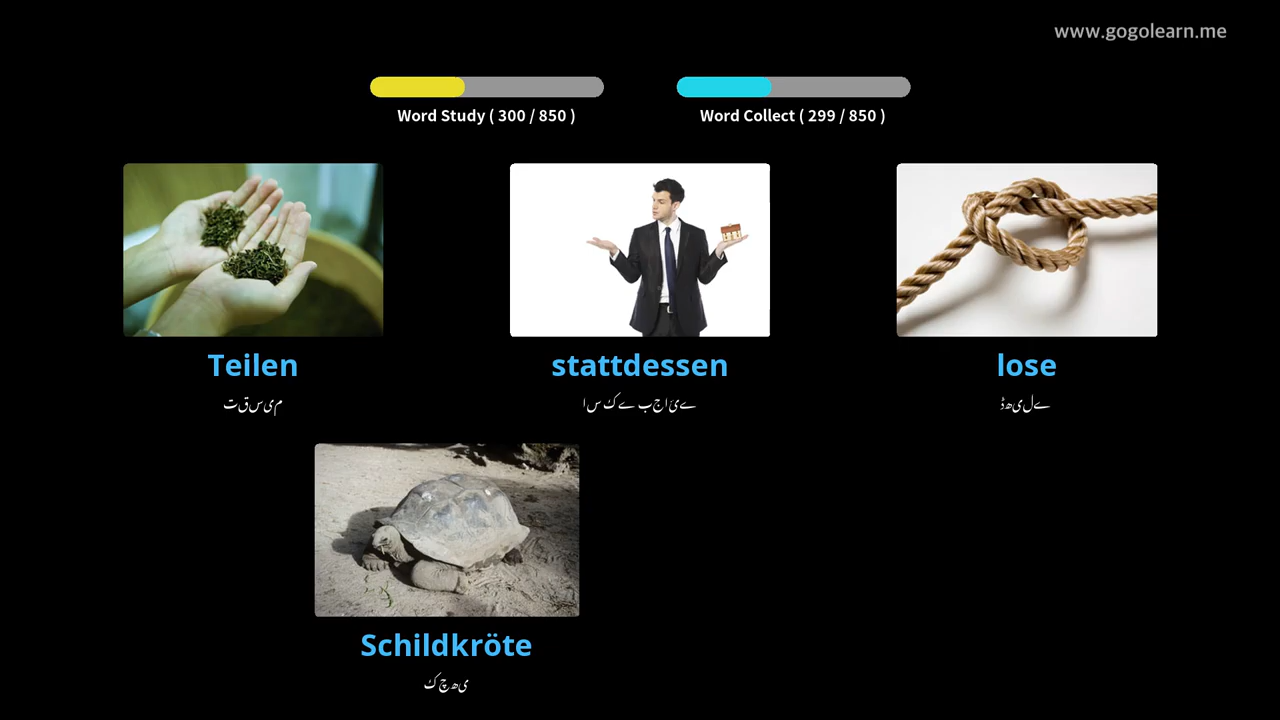 www.gogolearn.me
Word Study ( 300 / 850 )
Word Collect ( 299 / 850 )
Teilen
تقسیم
stattdessen
اس کے بجائے
lose
ڈھیلے
Schildkröte
کچھی